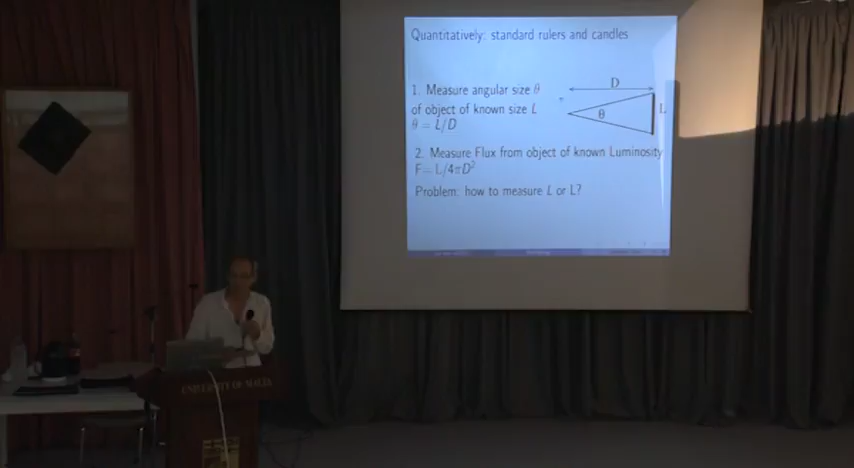 Quantitatively: standard rulers and candles
1. Measure angular size θ
of object of known size L
θ = L/D
D
θ
L
2. Measure Flux from object of known Luminosity
F= L/4πD²
Problem: how to measure L or L?
UNIVERSITY OF MALTA